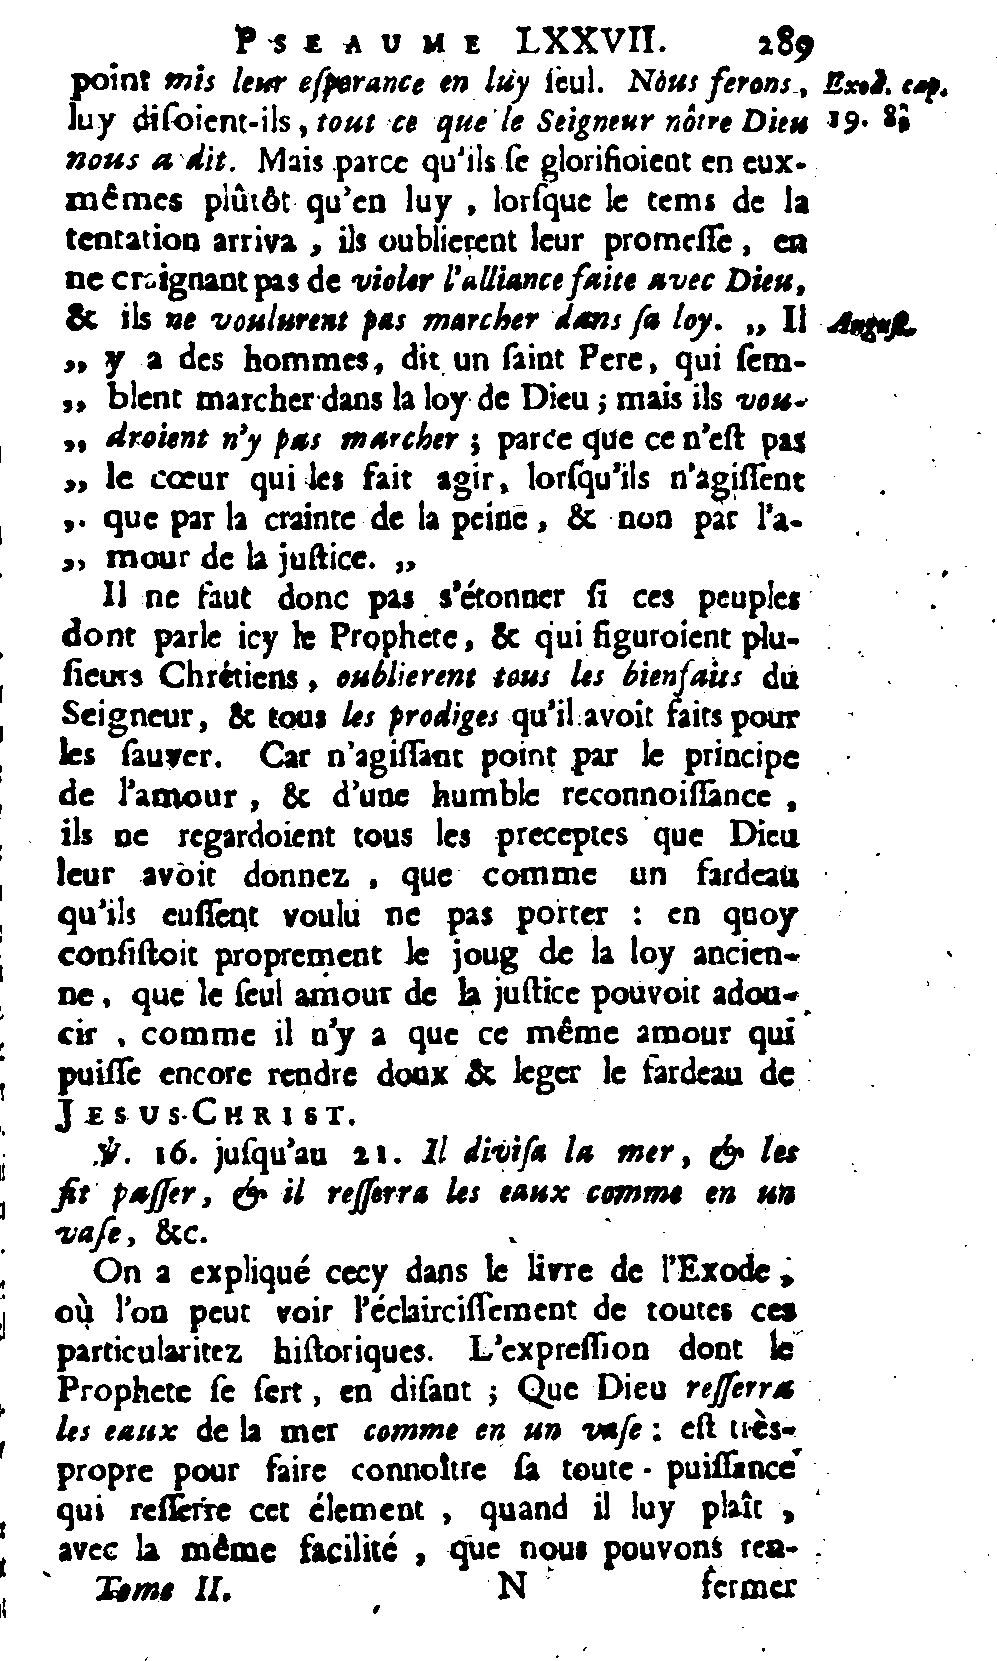 PSEAUME LXXVII. 289
point mis leur eſperance en luy ſeul. Nous ferons, Exod. cap.
luy diſoient-ils, tout ce que le Seigneur nôtre Dieu 19. 8.
nous a dit. Mais parce qu'ils ſe glorifioient en eux-
mêmes plûtôt qu'en luy, lorſque le tems de la
tentation arriva, ils oublierent leur promeſſe, en
ne craignant pas de violer l'alliance faite avec Dieu,
& ils ne voulurent pas marcher dans ſa loy. „ Il Auguſt.
„ y a des hommes, dit un ſaint Pere, qui ſem-
„ blent marcher dans la loy de Dieu; mais ils vou-
„ droient n'y pas marcher; parce que ce n'eſt pas
„ le cœur qui les fait agir, lorſqu'ils n'agiſſent
„ que par la crainte de la peine, & non par l'a-
„ mour de la juſtice. „
Il ne faut donc pas s'étonner ſi ces peuples
dont parle icy le Prophete, & qui figuroient plu-
ſieurs Chrétiens, oublierent tous les bienfaits du
Seigneur, & tous les prodiges qu'il avoit faits pour
les ſauver. Car n'agiſſant point par le principe
de l'amour, & d'une humble reconnoiſſance,
ils ne regardoient tous les preceptes que Dieu
leur avoit donnez, que comme un fardeau
qu'ils euſſent voulu ne pas porter : en quoy
conſiſtoit proprement le joug de la loy ancien-
ne, que le ſeul amour de la juſtice pouvoit adou-
cir, comme il n'y a que ce même amour qui
puiſſe encore rendre doux & leger le fardeau de
JESUS-CHRIST.
℣. 16. juſqu'au 21. Il diviſa la mer, & les
fit paſſer, & il reſſerra les eaux comme en un
vaſe, &c.
On a expliqué cecy dans le livre de l'Exode,
où l'on peut voir l'éclairciſſement de toutes ces
particularitez hiſtoriques. L'expreſſion dont le
Prophete ſe ſert, en diſant; Que Dieu reſſerra
les eaux de la mer comme en un vaſe : eſt très-
propre pour faire connoître ſa toute-puiſſance
qui reſſerre cet élement, quand il luy plaît,
avec la même facilité, que nous pouvons ren-
Tome II. N fermer